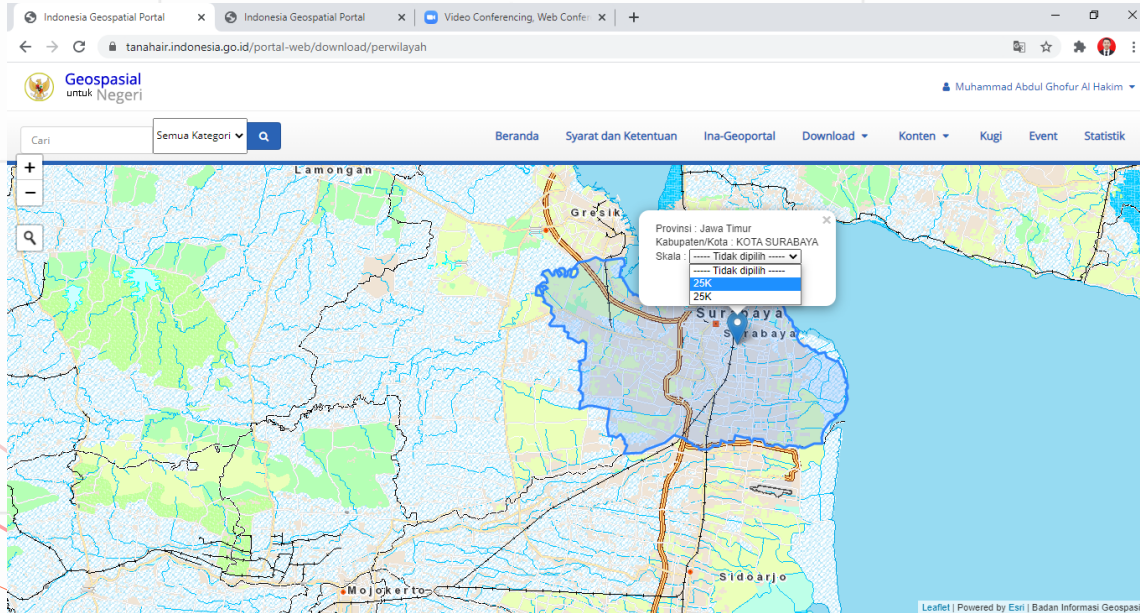 Indonesia Geospatial Portal
Indonesia Geospatial Portal
Video Conferencing, Web Confer
tanahair.indonesia.go.id/portal-web/download/perwilayah
Geospasial
untuk Negeri
Muhammad Abdul Ghofur Al Hakim
Cari
Semua Kategori
Beranda
Syarat dan Ketentuan
Ina-Geoportal
Download
Konten
Kugi
Event
Statistik
+
−
Lamongan
Gresik
Provinsi : Jawa Timur
Kabupaten/Kota : KOTA SURABAYA
Skala : ----- Tidak dipilih -----
----- Tidak dipilih -----
25K
25K
Surabaya
Surabaya
Sidoarjo
Mojokerto
Leaflet | Powered by Esri | Badan Informasi Geospas